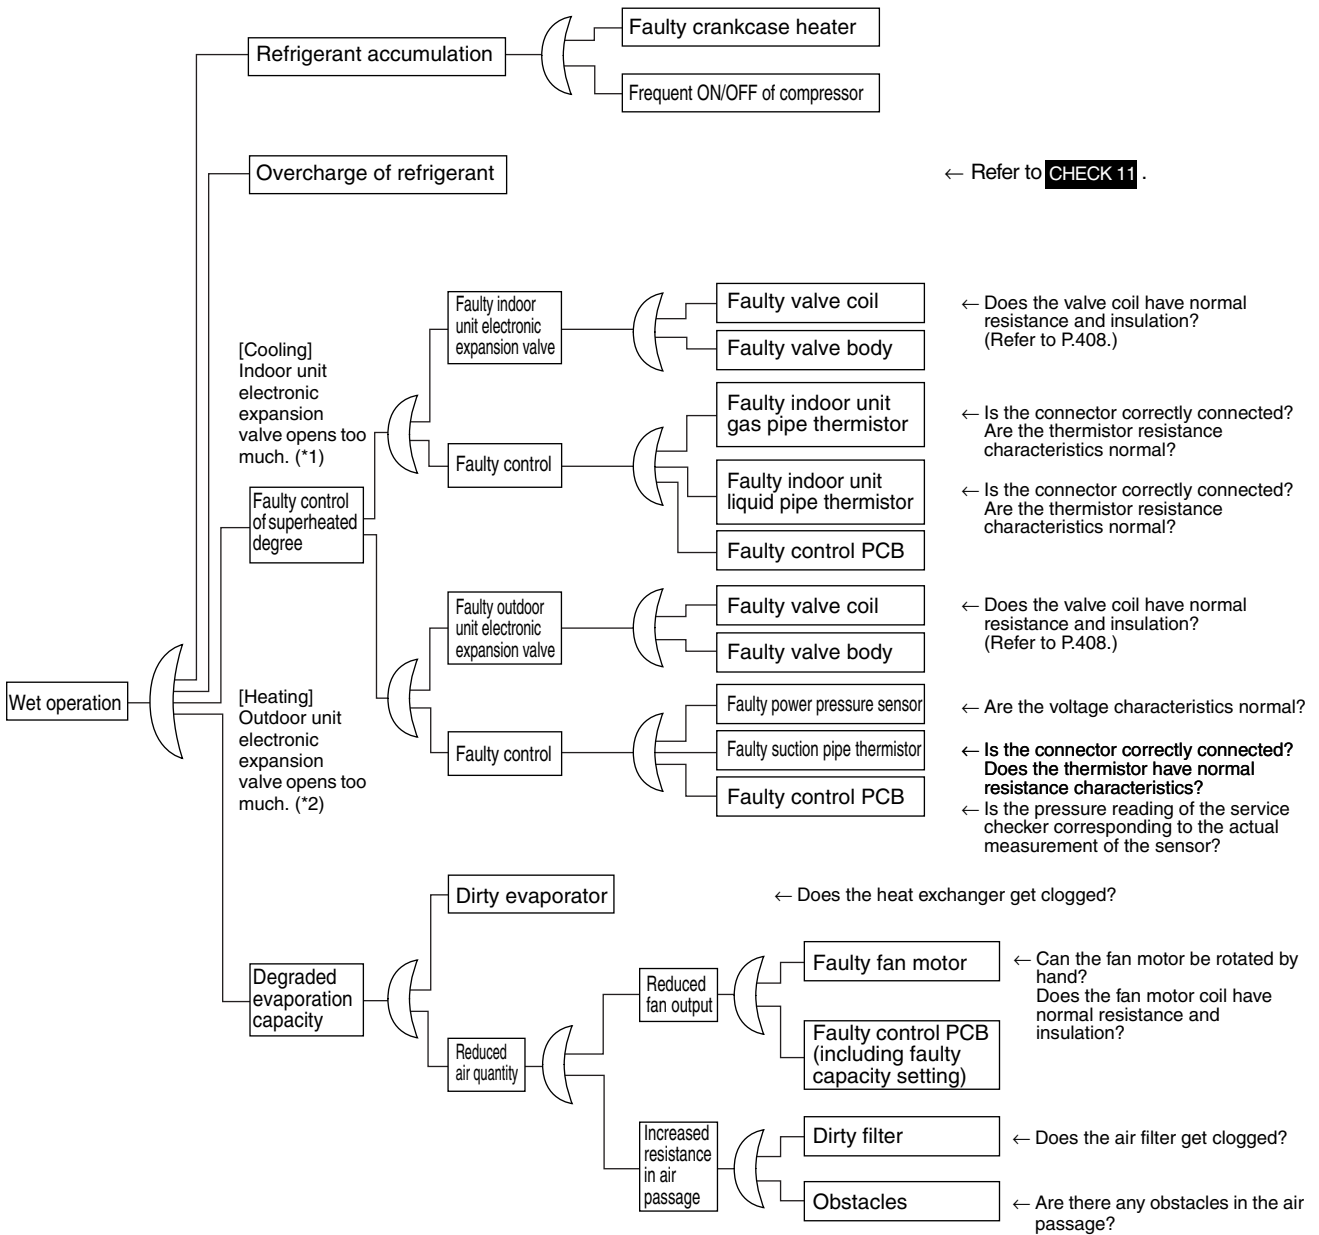 Faulty crankcase heater
Refrigerant accumulation
Frequent ON/OFF of compressor
Overcharge of refrigerant
← Refer to CHECK 11 .
[Cooling]
Indoor unit
electronic
expansion
valve opens too
much. (*1)
Faulty indoor
unit electronic
expansion valve
Faulty valve coil
← Does the valve coil have normal
resistance and insulation?
(Refer to P.408.)
Faulty valve body
Faulty control
Faulty indoor unit
gas pipe thermistor
← Is the connector correctly connected?
Are the thermistor resistance
characteristics normal?
Faulty indoor unit
liquid pipe thermistor
← Is the connector correctly connected?
Are the thermistor resistance
characteristics normal?
Faulty control PCB
Faulty control
of superheated
degree
Faulty outdoor
unit electronic
expansion valve
Faulty valve coil
← Does the valve coil have normal
resistance and insulation?
(Refer to P.408.)
Faulty valve body
Wet operation
[Heating]
Outdoor unit
electronic
expansion
valve opens too
much. (*2)
Faulty control
Faulty power pressure sensor
← Are the voltage characteristics normal?
Faulty suction pipe thermistor
← Is the connector correctly connected?
Does the thermistor have normal
resistance characteristics?
Faulty control PCB
← Is the pressure reading of the service
checker corresponding to the actual
measurement of the sensor?
Dirty evaporator
← Does the heat exchanger get clogged?
Degraded
evaporation
capacity
Reduced
air quantity
Reduced
fan output
Faulty fan motor
← Can the fan motor be rotated by
hand?
Does the fan motor coil have
normal resistance and
insulation?
Faulty control PCB
(including faulty
capacity setting)
Increased
resistance
in air
passage
Dirty filter
← Does the air filter get clogged?
Obstacles
← Are there any obstacles in the air
passage?